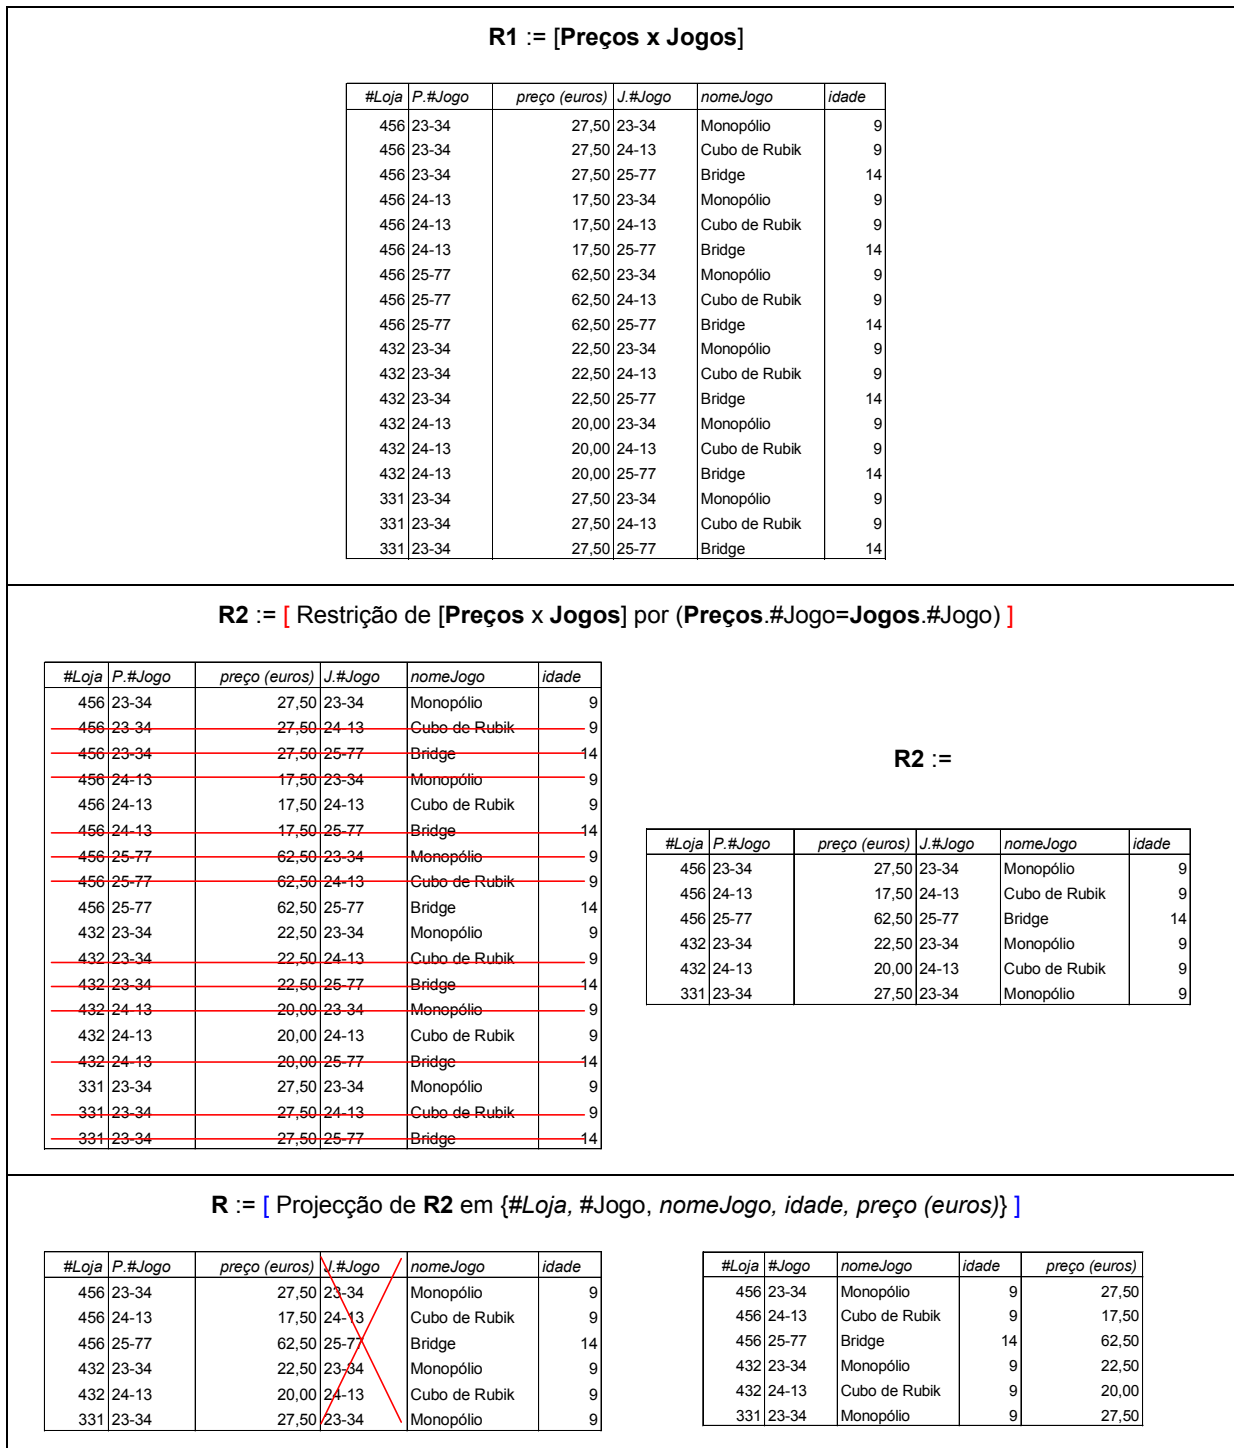 R1 := [Preços x Jogos]
#Loja P.#Jogo preço (euros) J.#Jogo nomeJogo idade
456 23-34 27,50 23-34 Monopólio 9
456 23-34 27,50 24-13 Cubo de Rubik 9
456 23-34 27,50 25-77 Bridge 14
456 24-13 17,50 23-34 Monopólio 9
456 24-13 17,50 24-13 Cubo de Rubik 9
456 24-13 17,50 25-77 Bridge 14
456 25-77 62,50 23-34 Monopólio 9
456 25-77 62,50 24-13 Cubo de Rubik 9
456 25-77 62,50 25-77 Bridge 14
432 23-34 22,50 23-34 Monopólio 9
432 23-34 22,50 24-13 Cubo de Rubik 9
432 23-34 22,50 25-77 Bridge 14
432 24-13 20,00 23-34 Monopólio 9
432 24-13 20,00 24-13 Cubo de Rubik 9
432 24-13 20,00 25-77 Bridge 14
331 23-34 27,50 23-34 Monopólio 9
331 23-34 27,50 24-13 Cubo de Rubik 9
331 23-34 27,50 25-77 Bridge 14
R2 := [ Restrição de [Preços x Jogos] por (Preços.#Jogo=Jogos.#Jogo) ]
#Loja P.#Jogo preço (euros) J.#Jogo nomeJogo idade
456 23-34 27,50 23-34 Monopólio 9
456 23-34 27,50 24-13 Cubo de Rubik 9
456 23-34 27,50 25-77 Bridge 14
456 24-13 17,50 23-34 Monopólio 9
456 24-13 17,50 24-13 Cubo de Rubik 9
456 24-13 17,50 25-77 Bridge 14
456 25-77 62,50 23-34 Monopólio 9
456 25-77 62,50 24-13 Cubo de Rubik 9
456 25-77 62,50 25-77 Bridge 14
432 23-34 22,50 23-34 Monopólio 9
432 23-34 22,50 24-13 Cubo de Rubik 9
432 23-34 22,50 25-77 Bridge 14
432 24-13 20,00 23-34 Monopólio 9
432 24-13 20,00 24-13 Cubo de Rubik 9
432 24-13 20,00 25-77 Bridge 14
331 23-34 27,50 23-34 Monopólio 9
331 23-34 27,50 24-13 Cubo de Rubik 9
331 23-34 27,50 25-77 Bridge 14
R2 :=
#Loja P.#Jogo preço (euros) J.#Jogo nomeJogo idade
456 23-34 27,50 23-34 Monopólio 9
456 24-13 17,50 24-13 Cubo de Rubik 9
456 25-77 62,50 25-77 Bridge 14
432 23-34 22,50 23-34 Monopólio 9
432 24-13 20,00 24-13 Cubo de Rubik 9
331 23-34 27,50 23-34 Monopólio 9
R := [ Projecção de R2 em {#Loja, #Jogo, nomeJogo, idade, preço (euros)} ]
#Loja P.#Jogo preço (euros) J.#Jogo nomeJogo idade
456 23-34 27,50 23-34 Monopólio 9
456 24-13 17,50 24-13 Cubo de Rubik 9
456 25-77 62,50 25-77 Bridge 14
432 23-34 22,50 23-34 Monopólio 9
432 24-13 20,00 24-13 Cubo de Rubik 9
331 23-34 27,50 23-34 Monopólio 9
#Loja #Jogo nomeJogo idade preço (euros)
456 23-34 Monopólio 9 27,50
456 24-13 Cubo de Rubik 9 17,50
456 25-77 Bridge 14 62,50
432 23-34 Monopólio 9 22,50
432 24-13 Cubo de Rubik 9 20,00
331 23-34 Monopólio 9 27,50